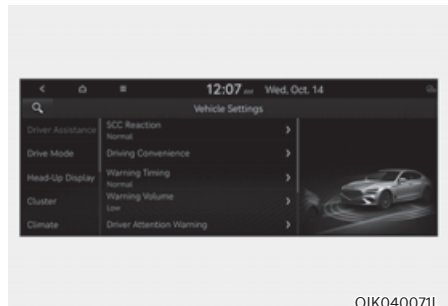 12:07 Wed, Oct. 14
Vehicle Settings
Driver Assistance
SCC Reaction
Normal
Drive Mode
Driving Convenience
Head-Up Display
Warning Timing
Normal
Cluster
Warning Volume
Low
Climate
Driver Attention Warning
OIK040071L